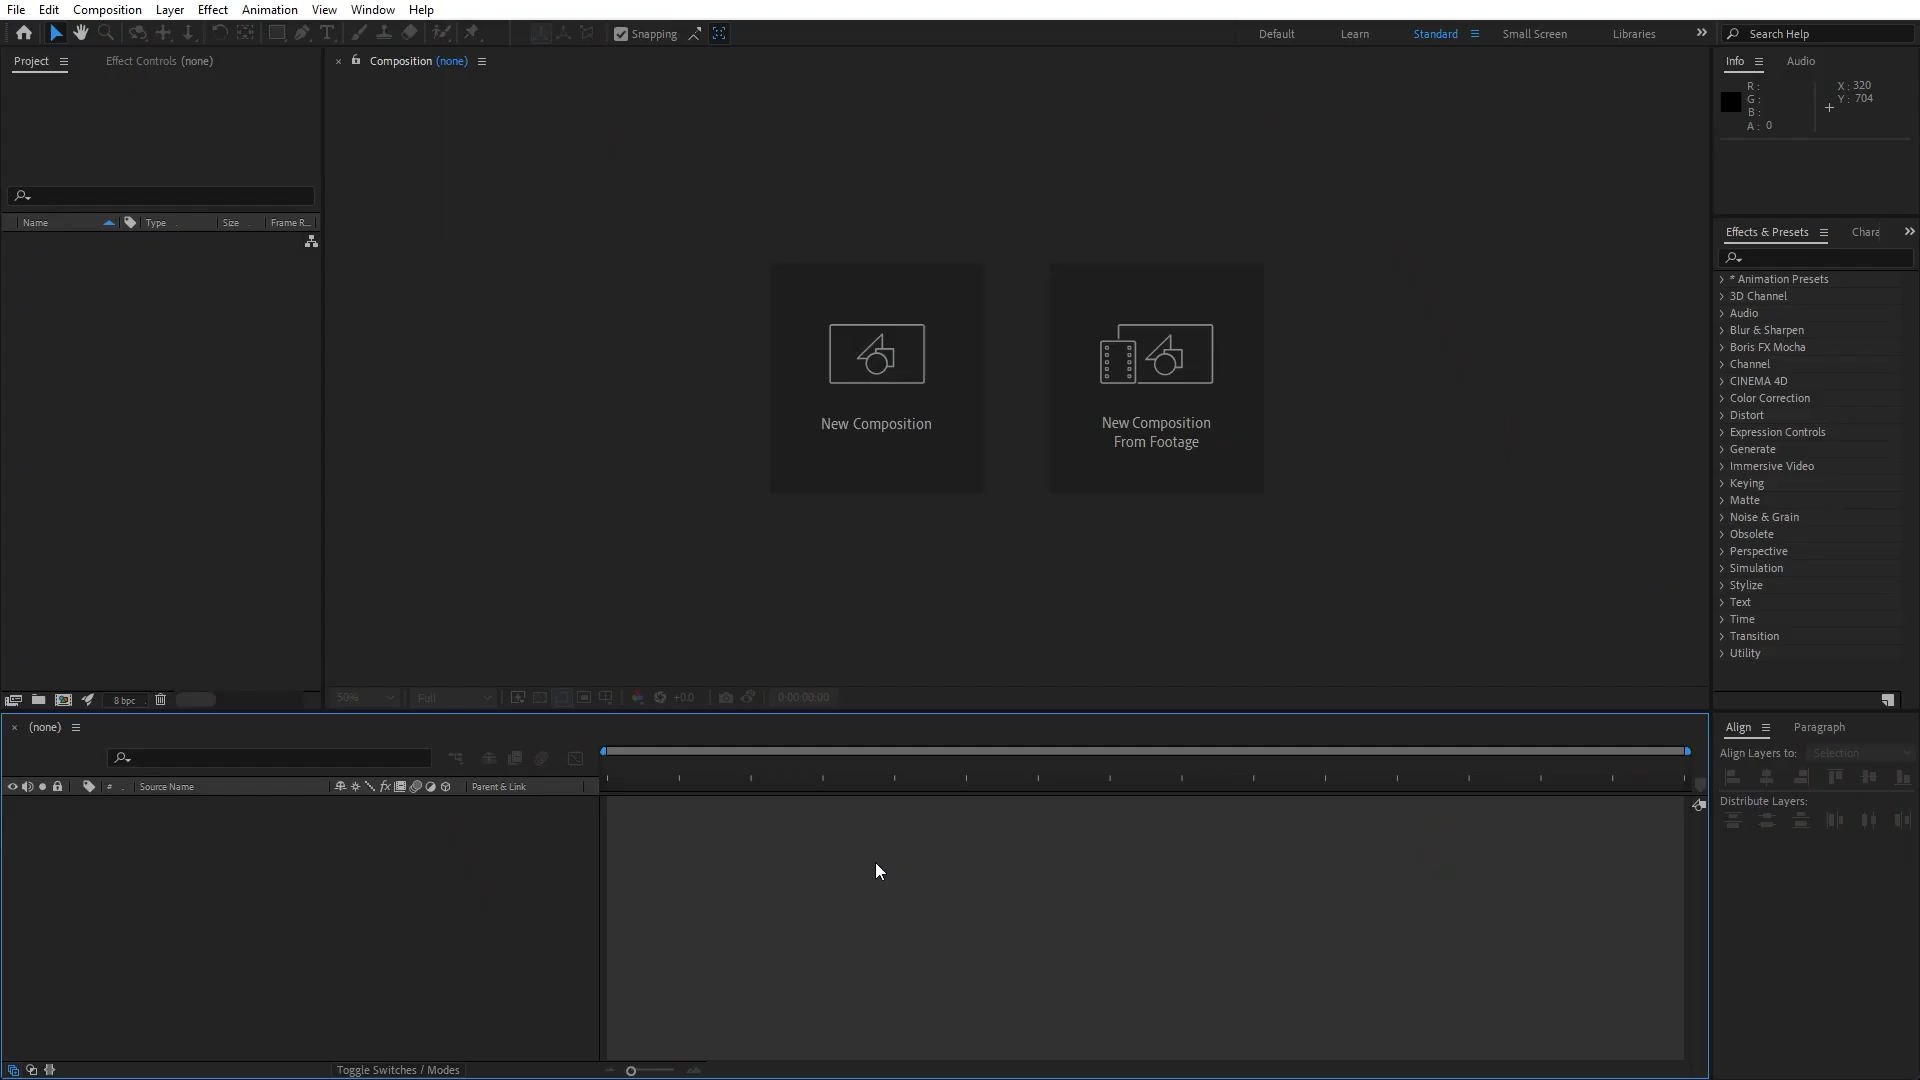 File Edit Composition Layer Effect Animation View Window Help
Snapping
Default Learn Standard Small Screen Libraries
Search Help
Project
Effect Controls (none)
Composition (none)
Info
Audio
R :
G :
B :
A : 0
X : 320
Y : 704
Name Type Size Frame R...
Effects & Presets
* Animation Presets
3D Channel
Audio
Blur & Sharpen
Boris FX Mocha
Channel
CINEMA 4D
Color Correction
Distort
Expression Controls
Generate
Immersive Video
Keying
Matte
Noise & Grain
Obsolete
Perspective
Simulation
Stylize
Text
Time
Transition
Utility
New Composition
New Composition
From Footage
8 bpc
50%
Full
+0.0
0:00:00:00
(none)
# Source Name
fx
Parent & Link
Toggle Switches / Modes
Align
Paragraph
Align Layers to: Selection
Distribute Layers: